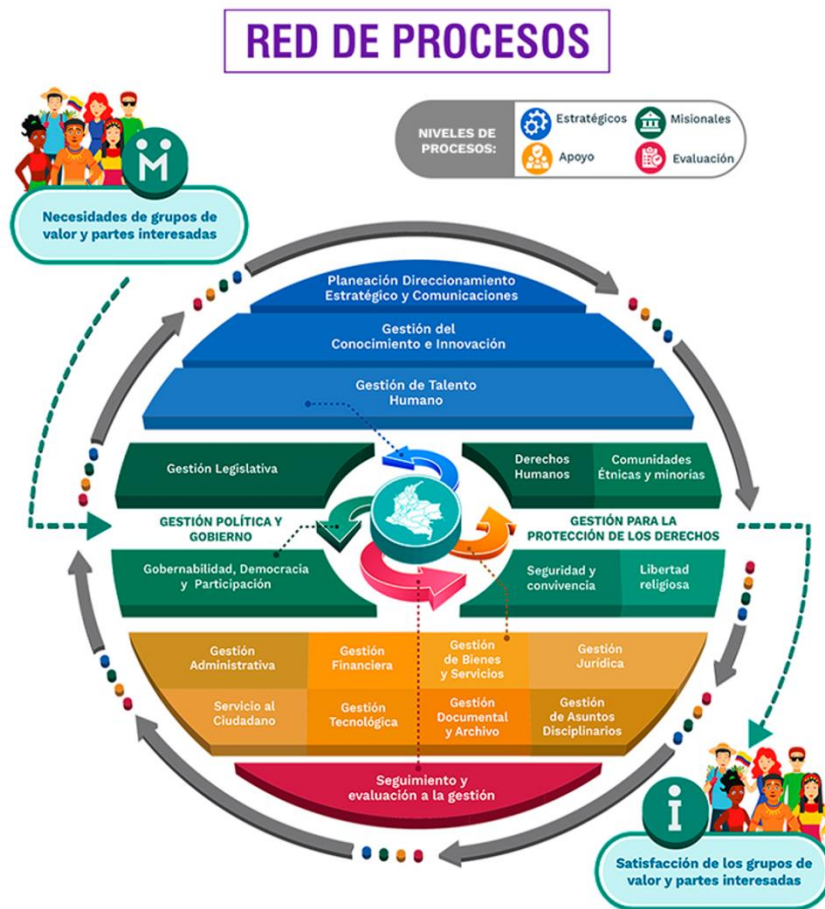 RED DE PROCESOS
NIVELES DE
PROCESOS:
Estratégicos
Misionales
Apoyo
Evaluación
M
Necesidades de grupos de
valor y partes interesadas
Planeación Direccionamiento
Estratégico y Comunicaciones
Gestión del
Conocimiento e Innovación
Gestión de Talento
Humano
Gestión Legislativa
Derechos
Humanos
Comunidades
Étnicas y minorías
GESTIÓN POLÍTICA Y
GOBIERNO
GESTIÓN PARA LA
PROTECCIÓN DE LOS DERECHOS
Gobernabilidad, Democracia
y Participación
Seguridad y
convivencia
Libertad
religiosa
Gestión
Administrativa
Gestión
Financiera
Gestión
de Bienes
y Servicios
Gestión
Jurídica
Servicio al
Ciudadano
Gestión
Tecnológica
Gestión
Documental
y Archivo
Gestión
de Asuntos
Disciplinarios
Seguimiento y
evaluación a la gestión
i
Satisfacción de los grupos de
valor y partes interesadas